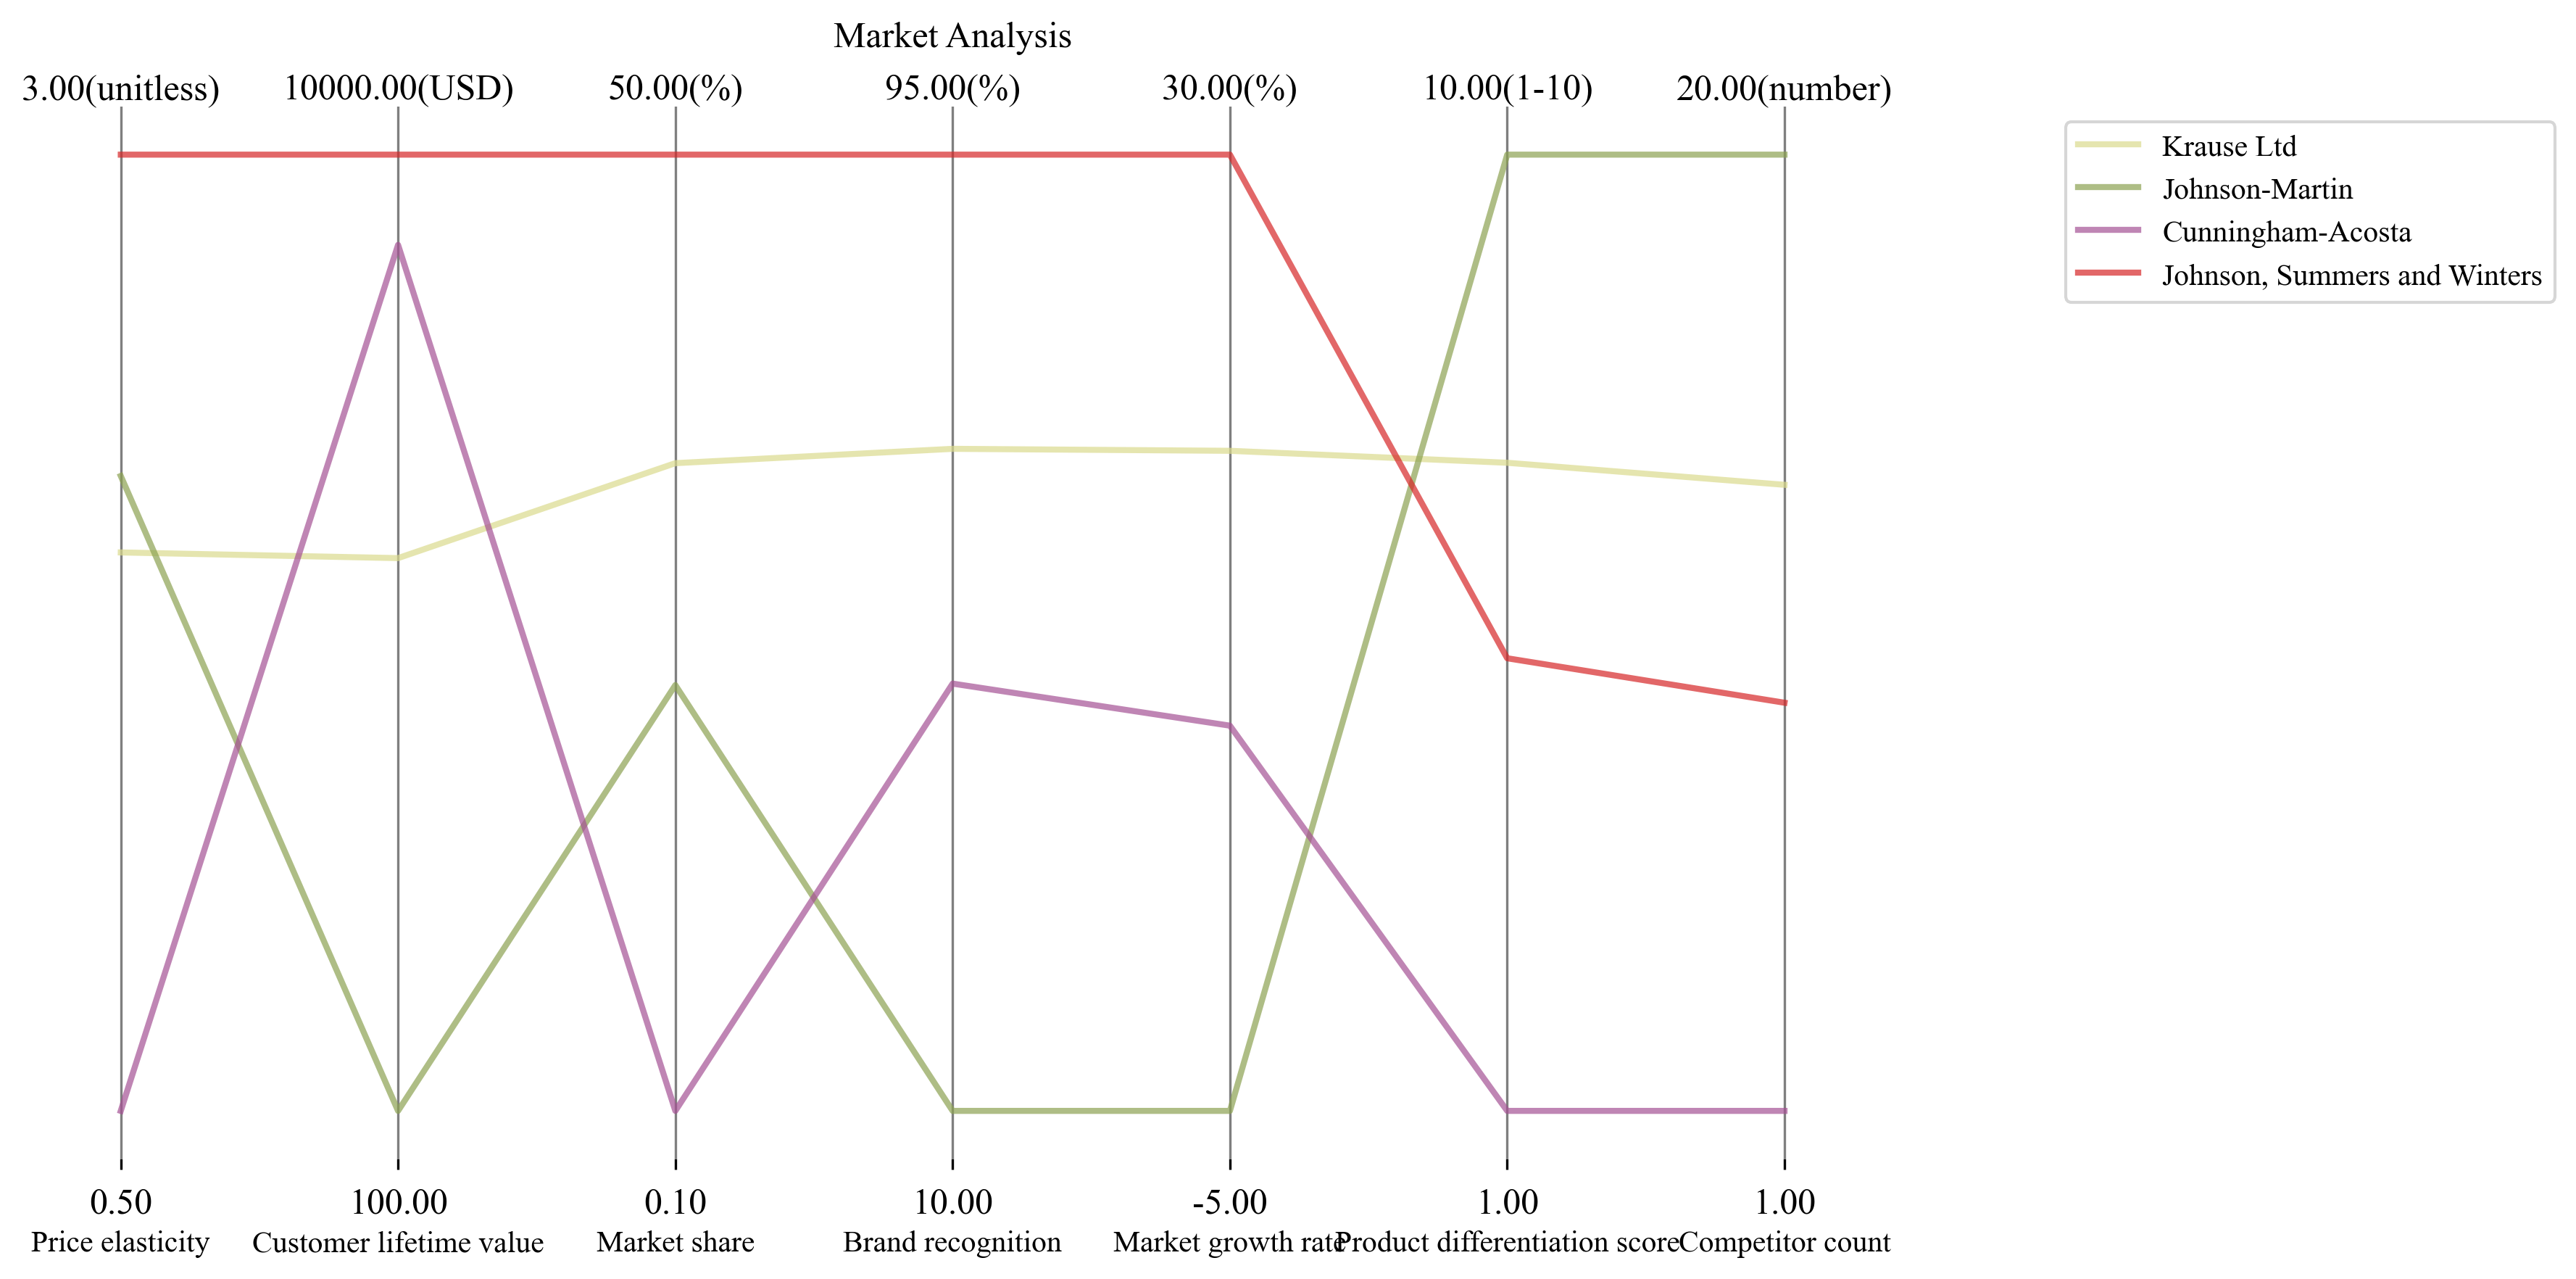 Market Analysis
3.00(unitless) 10000.00(USD) 50.00(%) 95.00(%) 30.00(%) 10.00(1-10) 20.00(number)
Krause Ltd
Johnson-Martin
Cunningham-Acosta
Johnson, Summers and Winters
0.50 100.00 0.10 10.00 -5.00 1.00 1.00
Price elasticity Customer lifetime value Market share Brand recognition Market growth rate Product differentiation score Competitor count